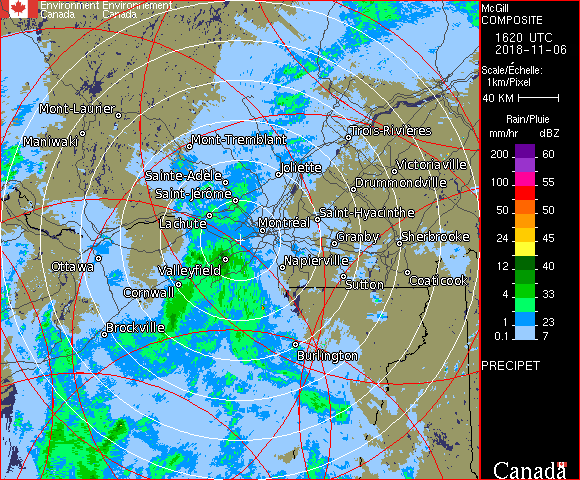 Environment Environnement
Canada Canada
Mont-Laurier
Maniwaki
Mont-Tremblant
Trois-Rivières
Sainte-Adèle
Joliette
Victoriaville
Saint-Jérôme
Drummondville
Lachute
Montréal
Saint-Hyacinthe
Granby
Sherbrooke
Ottawa
Valleyfield
Napierville
Cornwall
Sutton
Coaticook
Brockville
Burlington
McGill
COMPOSITE
1620 UTC
2018-11-06
Scale/Échelle:
1km/Pixel
40 KM
Rain/Pluie
mm/hr dBZ
200 60
100 55
50 50
24 45
12 40
4 33
1 23
0.1 7
PRECIPET
Canada